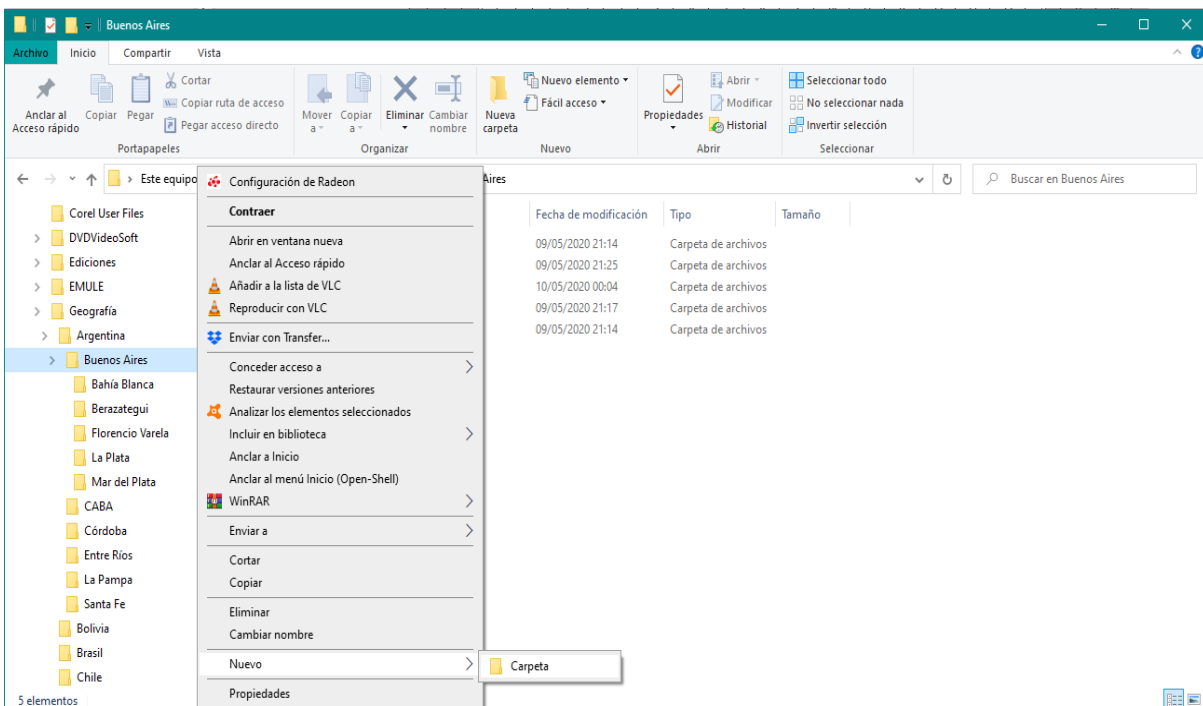 Buenos Aires
Archivo Inicio Compartir Vista
Anclar al Acceso rápido
Copiar
Pegar
Cortar
Copiar ruta de acceso
Pegar acceso directo
Portapapeles
Mover a
Copiar a
Eliminar
Cambiar nombre
Organizar
Nueva carpeta
Nuevo elemento
Fácil acceso
Nuevo
Propiedades
Abrir
Modificar
Historial
Abrir
Seleccionar todo
No seleccionar nada
Invertir selección
Seleccionar
Este equipo
Aires
Buscar en Buenos Aires
Corel User Files
DVDVideoSoft
Ediciones
EMULE
Geografía
Argentina
Buenos Aires
Bahía Blanca
Berazategui
Florencio Varela
La Plata
Mar del Plata
CABA
Córdoba
Entre Ríos
La Pampa
Santa Fe
Bolivia
Brasil
Chile
5 elementos
Configuración de Radeon
Contraer
Abrir en ventana nueva
Anclar al Acceso rápido
Añadir a la lista de VLC
Reproducir con VLC
Enviar con Transfer...
Conceder acceso a
Restaurar versiones anteriores
Analizar los elementos seleccionados
Incluir en biblioteca
Anclar a Inicio
Anclar al menú Inicio (Open-Shell)
WinRAR
Enviar a
Cortar
Copiar
Eliminar
Cambiar nombre
Nuevo
Propiedades
Carpeta
Fecha de modificación Tipo Tamaño
09/05/2020 21:14 Carpeta de archivos
09/05/2020 21:25 Carpeta de archivos
10/05/2020 00:04 Carpeta de archivos
09/05/2020 21:17 Carpeta de archivos
09/05/2020 21:14 Carpeta de archivos